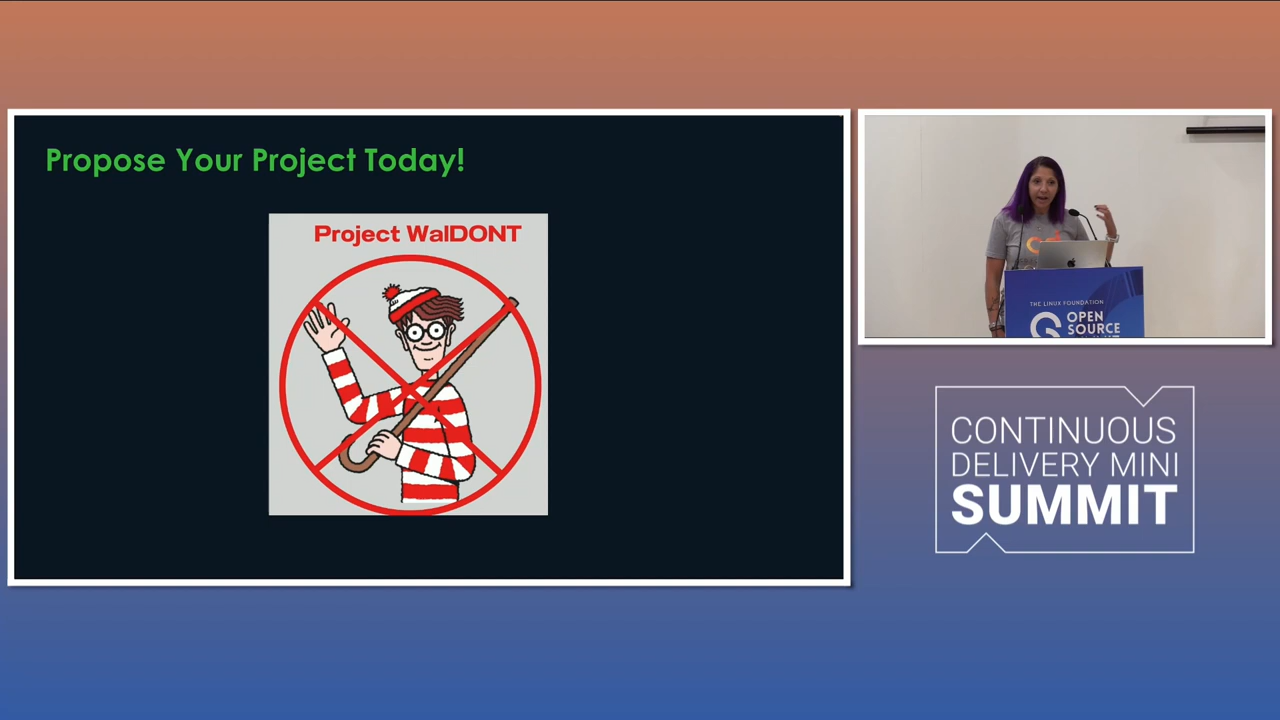 Propose Your Project Today!
Project WalDONT
THE LINUX FOUNDATION
OPEN
SOURCE
CONTINUOUS
DELIVERY MINI
SUMMIT